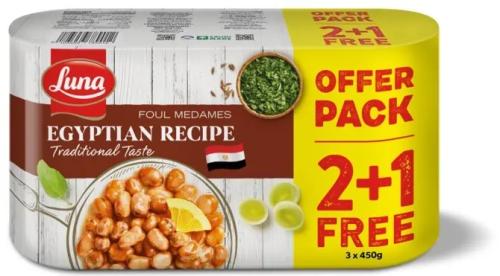 OFFER PACK
2+1
FREE
Luna
FOUL MEDAMES
EGYPTIAN RECIPE
Traditional Taste
OFFER
PACK
2+1
FREE
3 x 450g